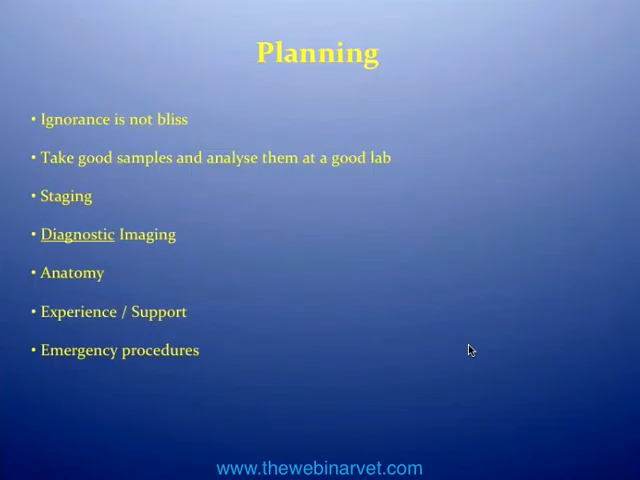 Planning
• Ignorance is not bliss
• Take good samples and analyse them at a good lab
• Staging
• Diagnostic Imaging
• Anatomy
• Experience / Support
• Emergency procedures
www.thewebinarvet.com